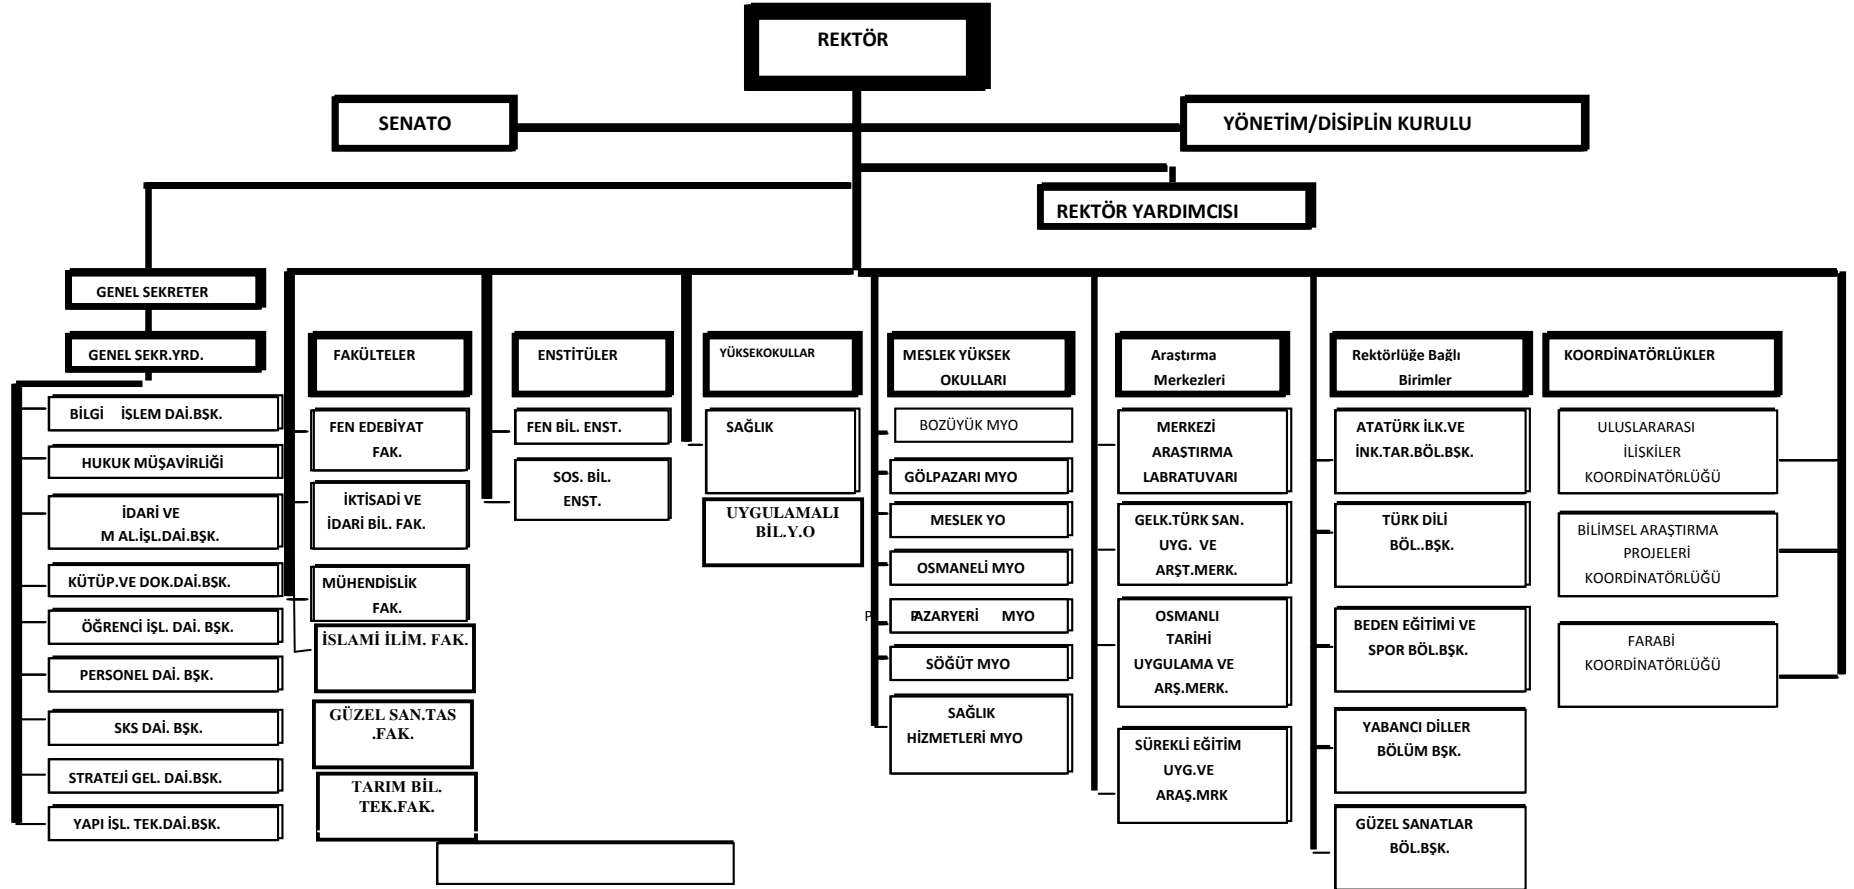 REKTÖR
SENATO
YÖNETİM/DİSİPLİN KURULU
REKTÖR YARDIMCISI
GENEL SEKRETER
GENEL SEKR.YRD.
BİLGİ İŞLEM DAİ.BŞK.
HUKUK MÜŞAVİRLİĞİ
İDARİ VE
M AL.İŞL.DAİ.BŞK.
KÜTÜP.VE DOK.DAİ.BŞK.
ÖĞRENCİ İŞL. DAİ. BŞK.
PERSONEL DAİ. BŞK.
SKS DAİ. BŞK.
STRATEJİ GEL. DAİ.BŞK.
YAPI İŞL. TEK.DAİ.BŞK.
FAKÜLTELER
FEN EDEBİYAT
FAK.
İKTİSADİ VE
İDARİ BİL. FAK.
MÜHENDİSLİK
FAK.
İSLAMİ İLİM. FAK.
GÜZEL SAN.TAS
.FAK.
TARIM BİL.
TEK.FAK.
ENSTİTÜLER
FEN BİL. ENST.
SOS. BİL.
ENST.
YÜKSEKOKULLAR
SAĞLIK
UYGULAMALI
BİL.Y.O
MESLEK YÜKSEK
OKULLARI
BOZÜYÜK MYO
GÖLPAZARI MYO
MESLEK YO
OSMANELİ MYO
P PAZARYERİ MYO
SÖĞÜT MYO
SAĞLIK
HİZMETLERİ MYO
Araştırma
Merkezleri
MERKEZİ
ARAŞTIRMA
LABRATUVARI
GELK.TÜRK SAN.
UYG. VE
ARŞT.MERK.
OSMANLI
TARİHİ
UYGULAMA VE
ARŞ.MERK.
SÜREKLİ EĞİTİM
UYG.VE
ARAŞ.MRK
Rektörlüğe Bağlı
Birimler
ATATÜRK İLK.VE
İNK.TAR.BÖL.BŞK.
TÜRK DİLİ
BÖL..BŞK.
BEDEN EĞİTİMİ VE
SPOR BÖL.BŞK.
YABANCI DİLLER
BÖLÜM BŞK.
GÜZEL SANATLAR
BÖL.BŞK.
KOORDİNATÖRLÜKLER
ULUSLARARASI
İLİŞKİLER
KOORDİNATÖRLÜĞÜ
BİLİMSEL ARAŞTIRMA
PROJELERİ
KOORDİNATÖRLÜĞÜ
FARABİ
KOORDİNATÖRLÜĞÜ